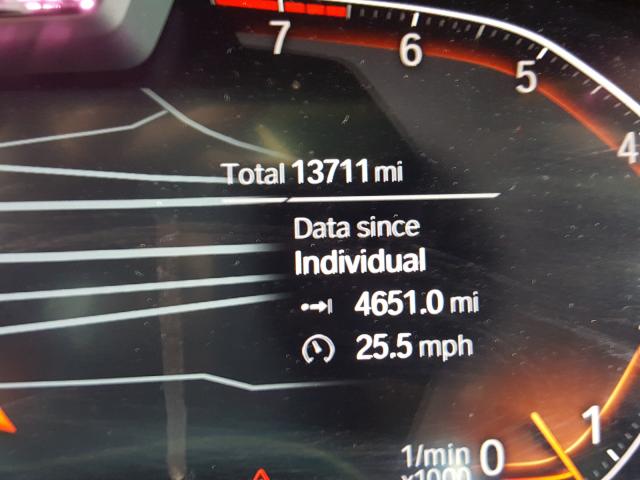 7
6
5
4
Total 13711 mi
Data since
Individual
4651.0 mi
25.5 mph
1
1/min 0
x1000